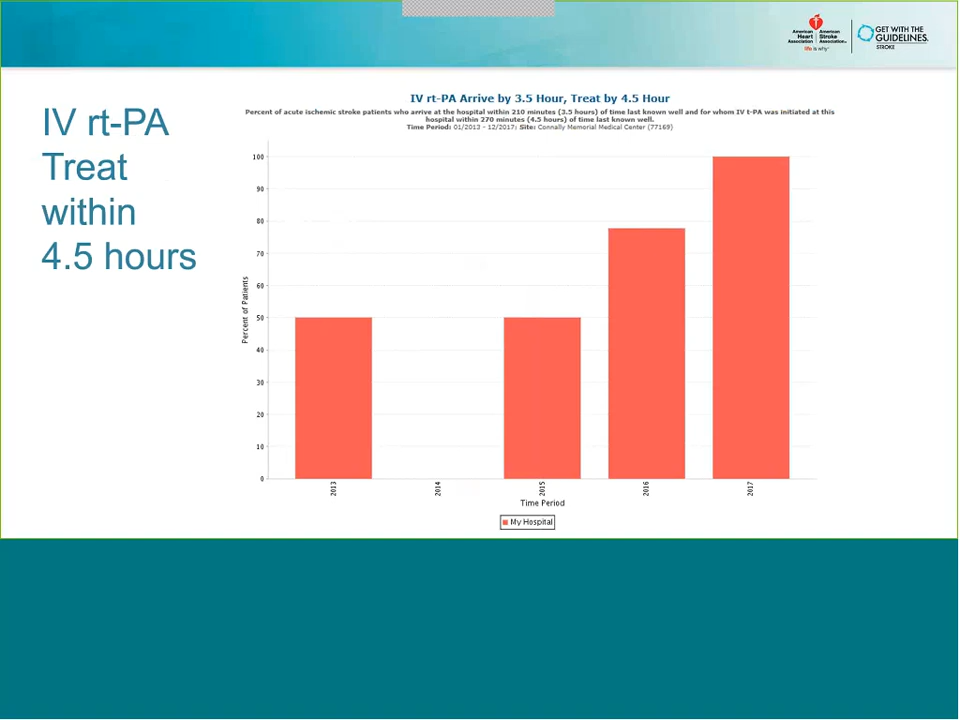 American Heart Association
American Stroke Association
life is why
GET WITH THE
GUIDELINES.
STROKE
IV rt-PA
Treat
within
4.5 hours
IV rt-PA Arrive by 3.5 Hour, Treat by 4.5 Hour
Percent of acute ischemic stroke patients who arrive at the hospital within 210 minutes (3.5 hours) of time last known well and for whom IV t-PA was initiated at this
hospital within 270 minutes (4.5 hours) of time last known well.
Time Period: 01/2013 - 12/2017; Site: Connally Memorial Medical Center (77169)
Percent of Patients
100
90
80
70
60
50
40
30
20
10
0
2013
2014
2015
2016
2017
Time Period
My Hospital